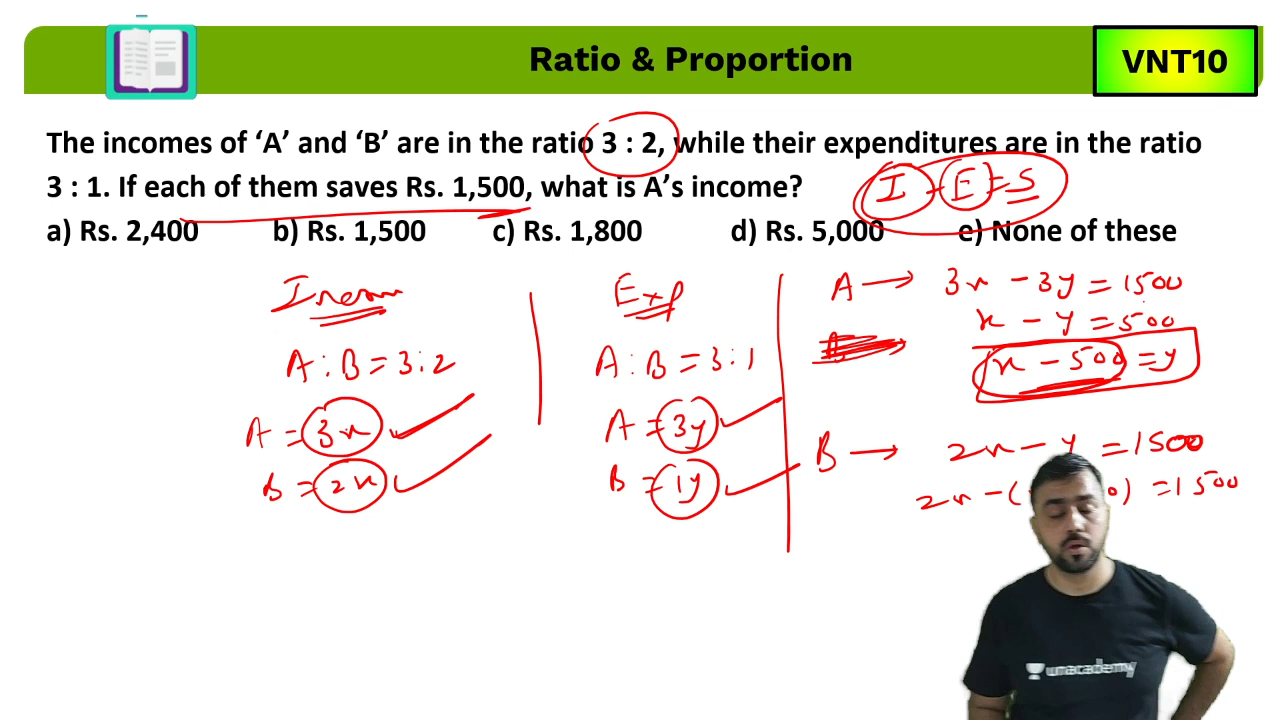 Ratio & Proportion
VNT10
The incomes of ‘A’ and ‘B’ are in the ratio 3 : 2, while their expenditures are in the ratio
3 : 1. If each of them saves Rs. 1,500, what is A’s income?
I - E = S
a) Rs. 2,400 b) Rs. 1,500 c) Rs. 1,800 d) Rs. 5,000 e) None of these
Exp
A : B = 3 : 2
A : B = 3 : 1
A = 3x
B = 2x
A = 3y
B = 1y
A → 3x - 3y = 1500
x - y = 500
x - 500 = y
B → 2x - y = 1500
2x - ( ) = 1500
unacademy